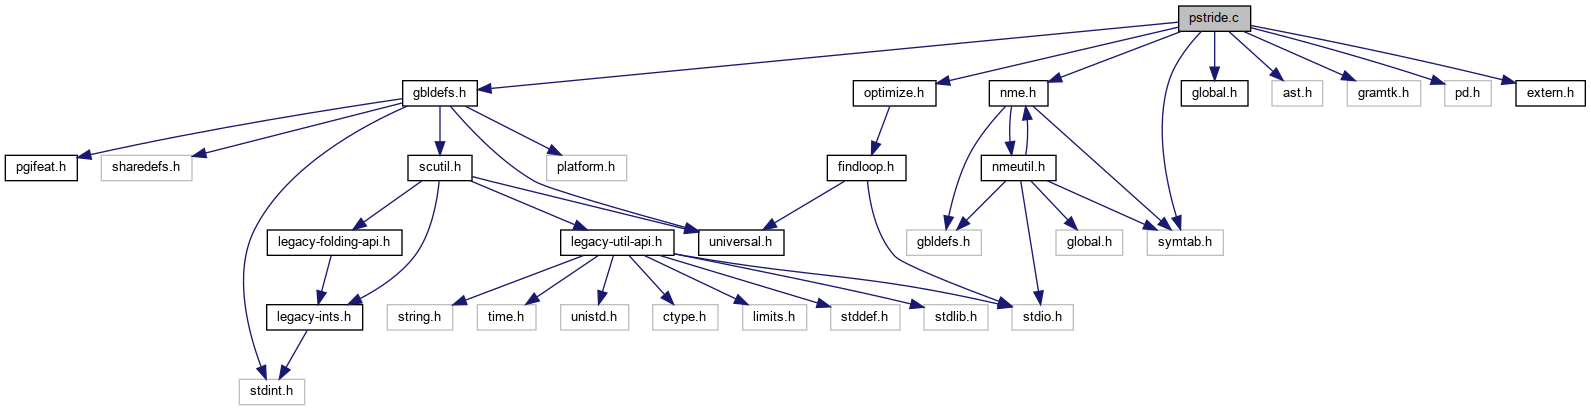 pstride.c
gbldefs.h
optimize.h
nme.h
global.h
ast.h
gramtk.h
pd.h
extern.h
pgifeat.h
sharedefs.h
scutil.h
platform.h
findloop.h
nmeutil.h
legacy-folding-api.h
legacy-util-api.h
universal.h
gbldefs.h
global.h
symtab.h
legacy-ints.h
string.h
time.h
unistd.h
ctype.h
limits.h
stddef.h
stdlib.h
stdio.h
stdint.h